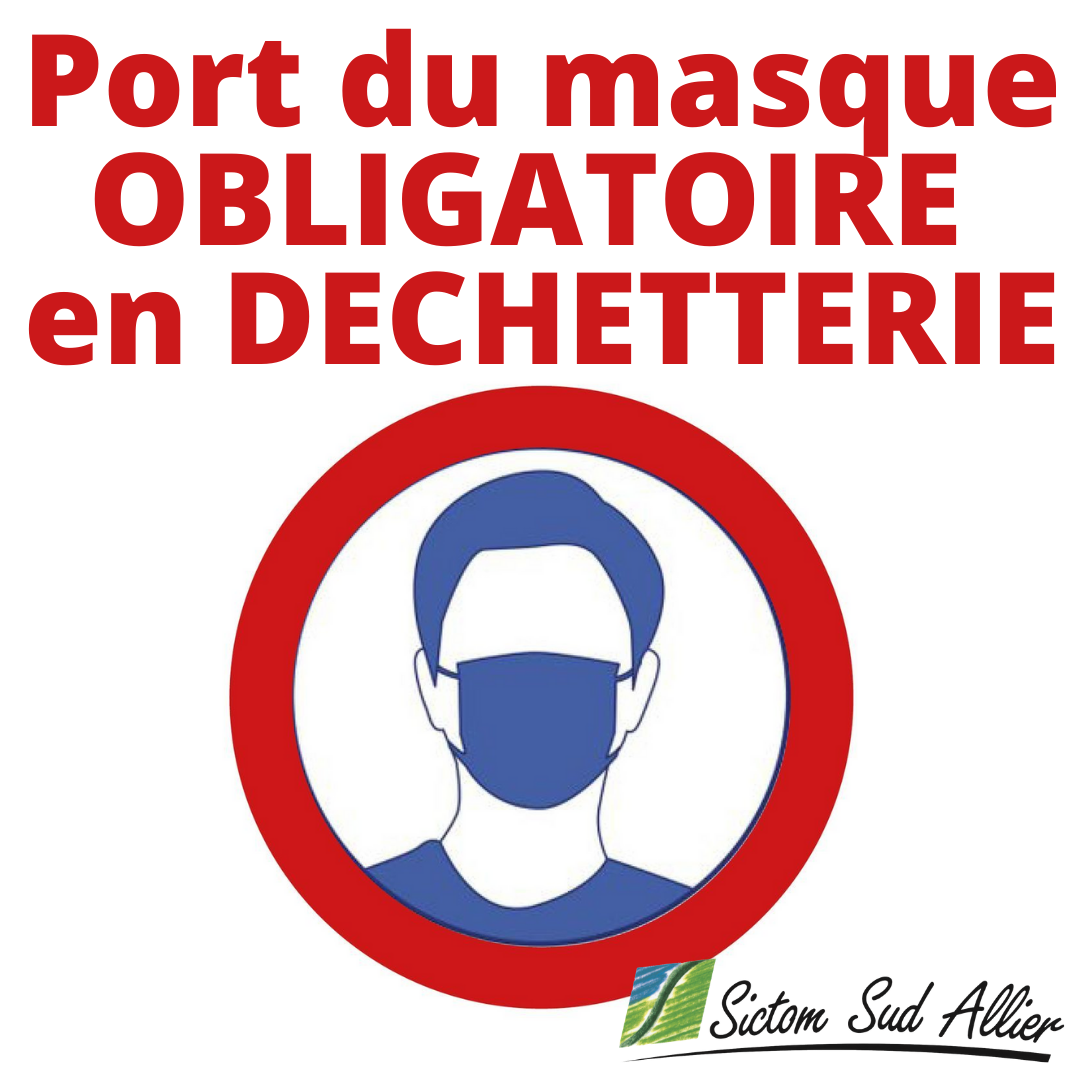 Port du masque
OBLIGATOIRE
en DECHETTERIE
Sictom Sud Allier